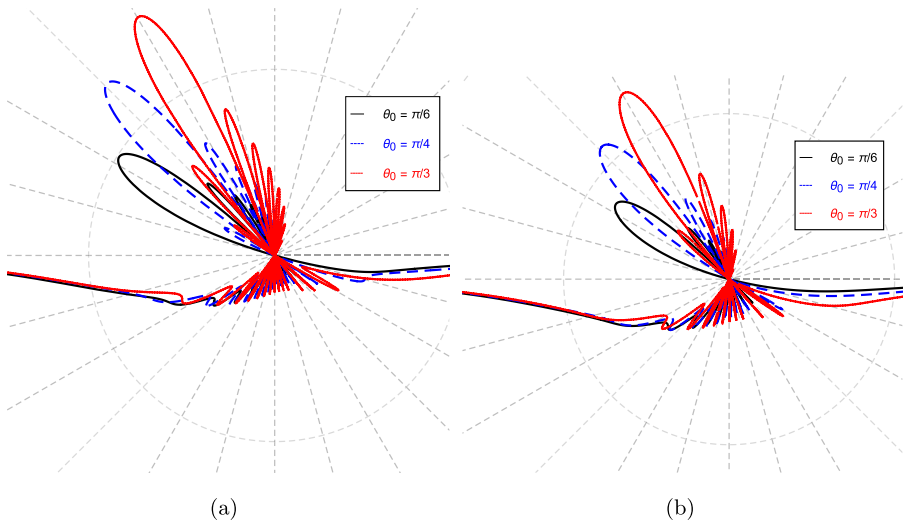 θ₀ = π/6
θ₀ = π/4
θ₀ = π/3
θ₀ = π/6
θ₀ = π/4
θ₀ = π/3
(a)
(b)